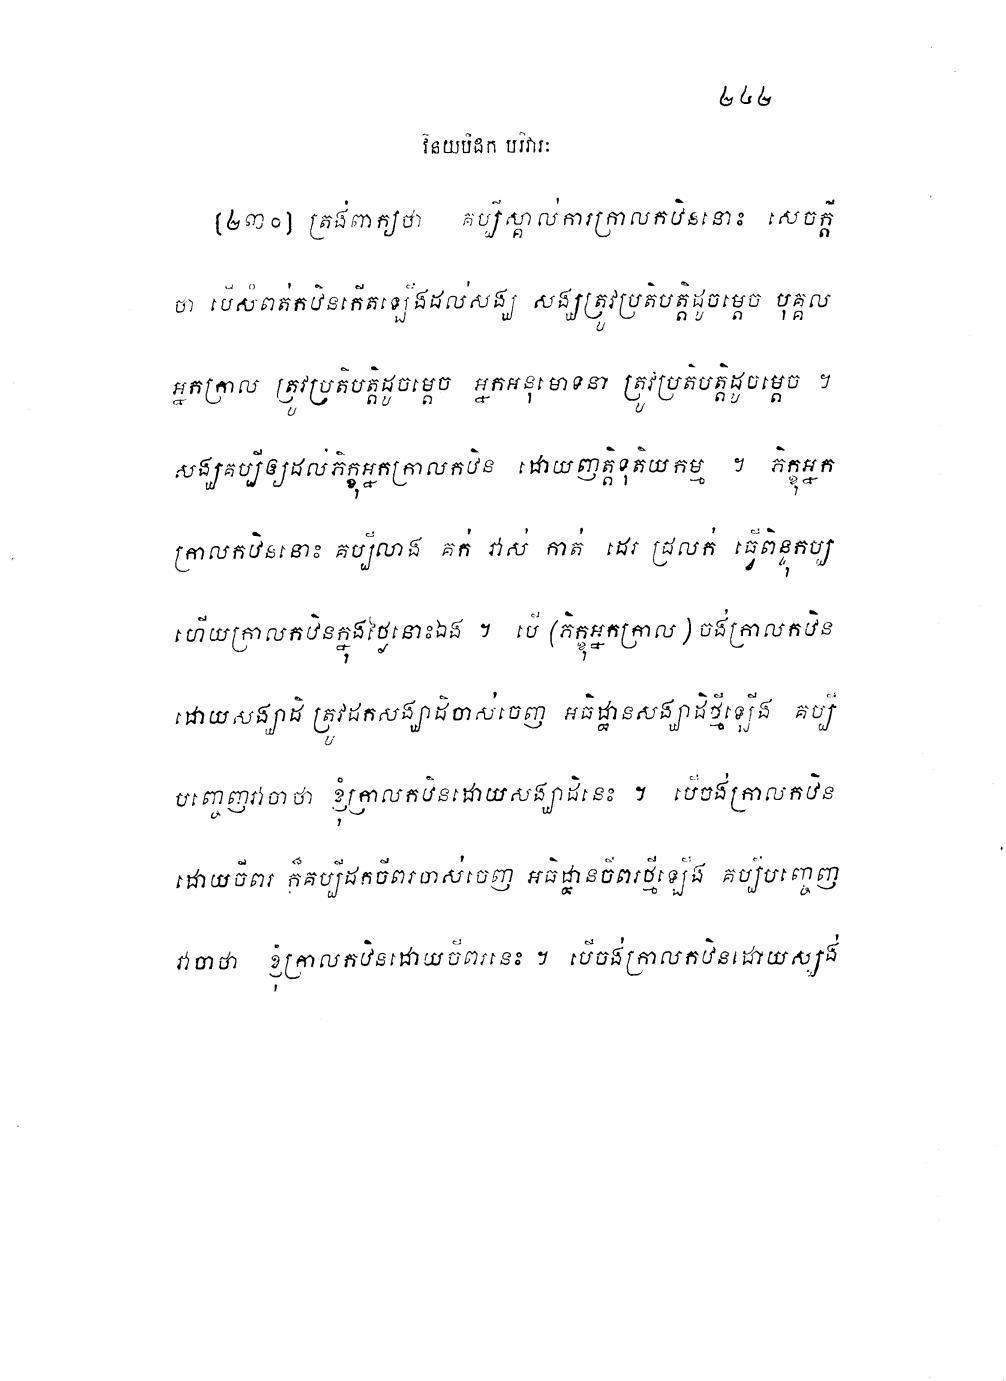 ២៤២
វិនយបិដក បរិវារៈ
[២៣០] ត្រង់ពាក្យថា គប្បីស្គាល់ការក្រាលកឋិននោះ សេចក្តី
ថា បើសំពត់កឋិនកើតឡើងដល់សង្ឃ សង្ឃត្រូវប្រតិបត្តិដូចម្តេច បុគ្គល
អ្នកក្រាល ត្រូវប្រតិបត្តិដូចម្តេច អ្នកអនុមោទនា ត្រូវប្រតិបត្តិដូចម្តេច ។
សង្ឃគប្បីឲ្យដល់ភិក្ខុអ្នកក្រាលកឋិន ដោយញត្តិទុតិយកម្ម ។ ភិក្ខុអ្នក
ក្រាលកឋិននោះ គប្បីលាង គក់ វាស់ កាត់ ដេរ ជ្រលក់ ធ្វើពិន្ទុកប្ប
ហើយក្រាលកឋិនក្នុងថ្ងៃនោះឯង ។ បើ (ភិក្ខុអ្នកក្រាល) ចង់ក្រាលកឋិន
ដោយសង្ឃាដិ ត្រូវដកសង្ឃាដិចាស់ចេញ អធិដ្ឋានសង្ឃាដិថ្មីឡើង គប្បី
បញ្ចេញវាចាថា ខ្ញុំក្រាលកឋិនដោយសង្ឃាដិនេះ ។ បើចង់ក្រាលកឋិន
ដោយចីពរ ក៏គប្បីដកចីពរចាស់ចេញ អធិដ្ឋានចីពរថ្មីឡើង គប្បីបញ្ចេញ
វាចាថា ខ្ញុំក្រាលកឋិនដោយចីពរនេះ ។ បើចង់ក្រាលកឋិនដោយស្បង់